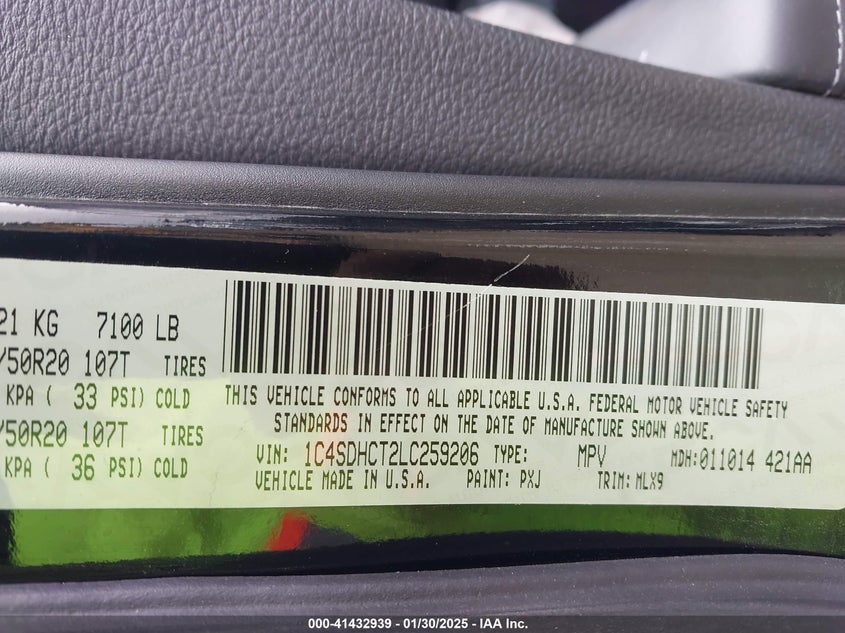 21 KG 7100 LB
/50R20 107T TIRES
KPA ( 33 PSI) COLD
/50R20 107T TIRES
KPA ( 36 PSI) COLD
THIS VEHICLE CONFORMS TO ALL APPLICABLE U.S.A. FEDERAL MOTOR VEHICLE SAFETY
STANDARDS IN EFFECT ON THE DATE OF MANUFACTURE SHOWN ABOVE.
VIN: 1C4SDHCT2LC259206 TYPE: MPV MDH:011014 421AA
VEHICLE MADE IN U.S.A. PAINT: PXJ TRIM: MLX9
000-41432939 - 01/30/2025 - IAA Inc.